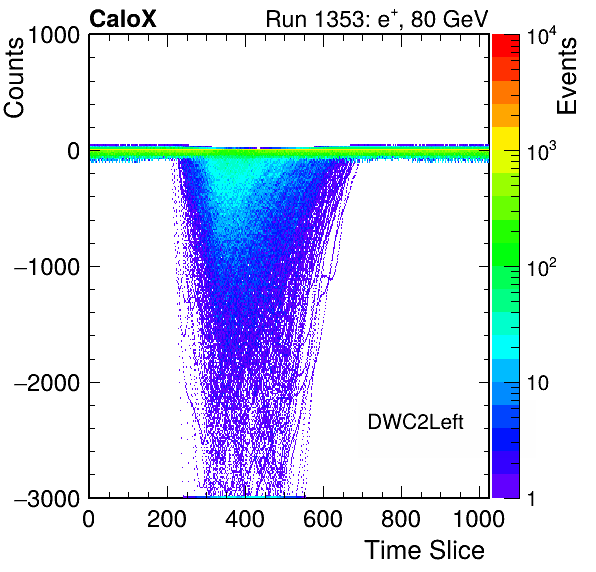 CaloX Run 1353: e⁺, 80 GeV
Counts
1000
0
−1000
−2000
−3000
0 200 400 600 800 1000
Time Slice
DWC2Left
Events
10⁴
10³
10²
10
1